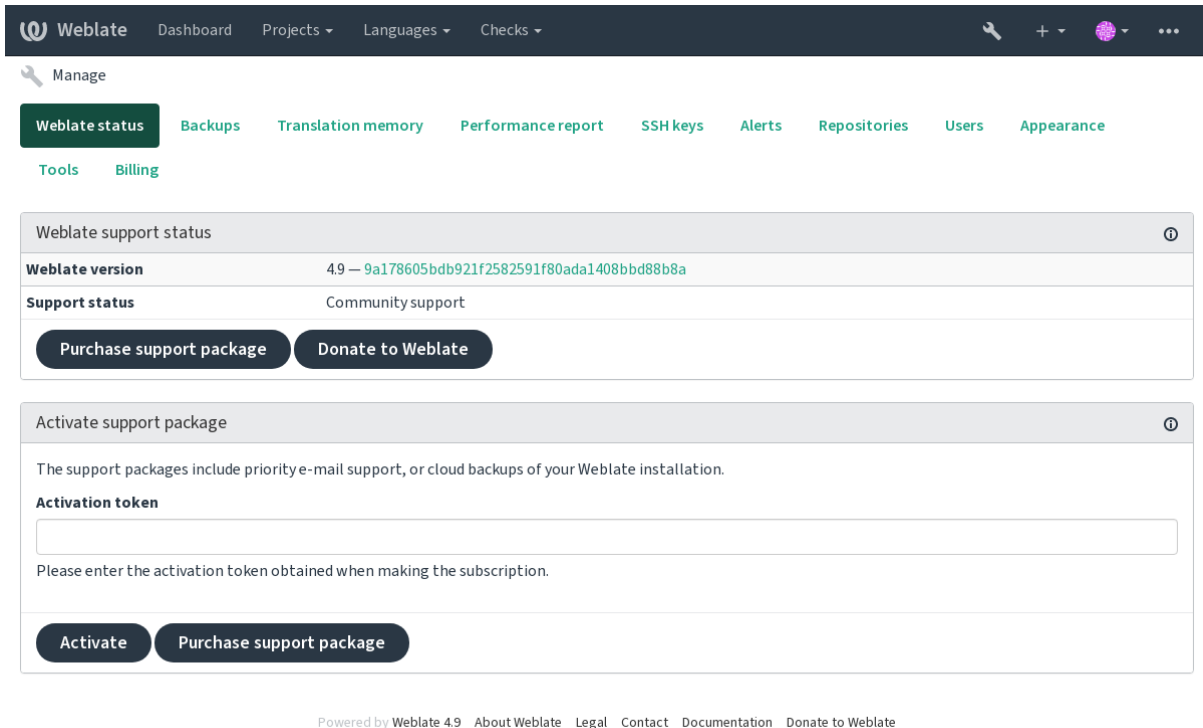 Weblate Dashboard Projects Languages Checks
Manage
Weblate status Backups Translation memory Performance report SSH keys Alerts Repositories Users Appearance
Tools Billing
Weblate support status
Weblate version 4.9 — 9a178605bdb921f2582591f80ada1408bbd88b8a
Support status Community support
Purchase support package Donate to Weblate
Activate support package
The support packages include priority e-mail support, or cloud backups of your Weblate installation.
Activation token
Please enter the activation token obtained when making the subscription.
Activate Purchase support package
Powered by Weblate 4.9 About Weblate Legal Contact Documentation Donate to Weblate